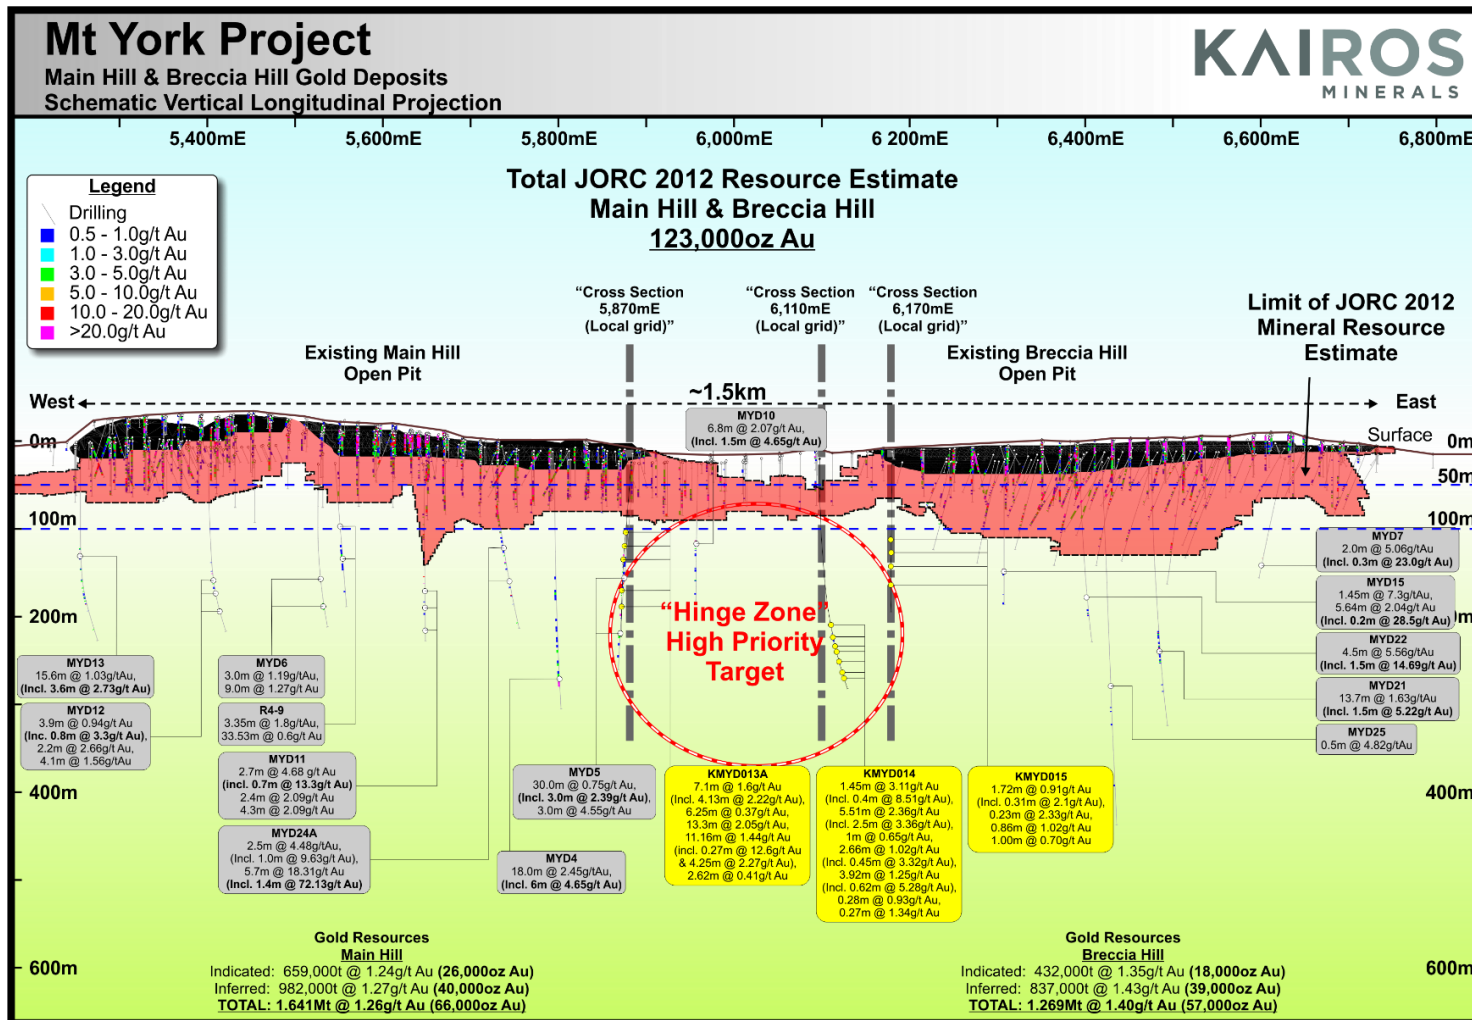 Mt York Project
Main Hill & Breccia Hill Gold Deposits
Schematic Vertical Longitudinal Projection
KAIROS
MINERALS
5,400mE
5,600mE
5,800mE
6,000mE
6 200mE
6,400mE
6,600mE
6,800mE
Legend
Drilling
0.5 - 1.0g/t Au
1.0 - 3.0g/t Au
3.0 - 5.0g/t Au
5.0 - 10.0g/t Au
10.0 - 20.0g/t Au
>20.0g/t Au
Total JORC 2012 Resource Estimate
Main Hill & Breccia Hill
123,000oz Au
“Cross Section
5,870mE
(Local grid)”
“Cross Section
6,110mE
(Local grid)”
“Cross Section
6,170mE
(Local grid)”
Limit of JORC 2012
Mineral Resource
Estimate
Existing Main Hill
Open Pit
Existing Breccia Hill
Open Pit
~1.5km
West
East
Surface
0m
0m
50m
100m
100m
200m
0m
400m
400m
600m
600m
MYD10
6.8m @ 2.07g/t Au,
(Incl. 1.5m @ 4.65g/t Au)
“Hinge Zone”
High Priority
Target
MYD7
2.0m @ 5.06g/tAu
(Incl. 0.3m @ 23.0g/t Au)
MYD15
1.45m @ 7.3g/tAu,
5.64m @ 2.04g/t Au
(Incl. 0.2m @ 28.5g/t Au)
MYD22
4.5m @ 5.56g/tAu
(Incl. 1.5m @ 14.69g/t Au)
MYD21
13.7m @ 1.63g/tAu
(Incl. 1.5m @ 5.22g/t Au)
MYD25
0.5m @ 4.82g/tAu
MYD13
15.6m @ 1.03g/tAu,
(Incl. 3.6m @ 2.73g/t Au)
MYD12
3.9m @ 0.94g/t Au
(Inc. 0.8m @ 3.3g/t Au),
2.2m @ 2.66g/t Au,
4.1m @ 1.56g/tAu
MYD6
3.0m @ 1.19g/tAu,
9.0m @ 1.27g/t Au
R4-9
3.35m @ 1.8g/tAu,
33.53m @ 0.6g/t Au
MYD11
2.7m @ 4.68 g/t Au
(incl. 0.7m @ 13.3g/t Au)
2.4m @ 2.09g/t Au
4.3m @ 2.09g/t Au
MYD24A
2.5m @ 4.48g/tAu,
(Incl. 1.0m @ 9.63g/t Au)
5.7m @ 18.31g/t Au
(Incl. 1.4m @ 72.13g/t Au)
MYD5
30.0m @ 0.75g/t Au,
(Incl. 3.0m @ 2.39g/t Au),
3.0m @ 4.55g/t Au
MYD4
18.0m @ 2.45g/tAu,
(Incl. 6m @ 4.65g/t Au)
KMYD013A
7.1m @ 1.6g/t Au
(Incl. 4.13m @ 2.22g/t Au),
6.25m @ 0.37g/t Au,
13.3m @ 2.05g/t Au,
11.16m @ 1.44g/t Au
(incl. 0.27m @ 12.6g/t Au
& 4.25m @ 2.27g/t Au),
2.62m @ 0.41g/t Au
KMYD014
1.45m @ 3.11g/t Au
(Incl. 0.4m @ 8.51g/t Au),
5.51m @ 2.36g/t Au
(Incl. 2.5m @ 3.36g/t Au),
1m @ 0.65g/t Au,
2.66m @ 1.02g/t Au
(Incl. 0.45m @ 3.32g/t Au),
3.92m @ 1.25g/t Au
(Incl. 0.62m @ 5.28g/t Au),
0.28m @ 0.93g/t Au,
0.27m @ 1.34g/t Au
KMYD015
1.72m @ 0.91g/t Au
(Incl. 0.31m @ 2.1g/t Au)
0.23m @ 2.33g/t Au,
0.86m @ 1.02g/t Au
1.00m @ 0.70g/t Au
Gold Resources
Main Hill
Indicated: 659,000t @ 1.24g/t Au (26,000oz Au)
Inferred: 982,000t @ 1.27g/t Au (40,000oz Au)
TOTAL: 1.641Mt @ 1.26g/t Au (66,000oz Au)
Gold Resources
Breccia Hill
Indicated: 432,000t @ 1.35g/t Au (18,000oz Au)
Inferred: 837,000t @ 1.43g/t Au (39,000oz Au)
TOTAL: 1.269Mt @ 1.40g/t Au (57,000oz Au)